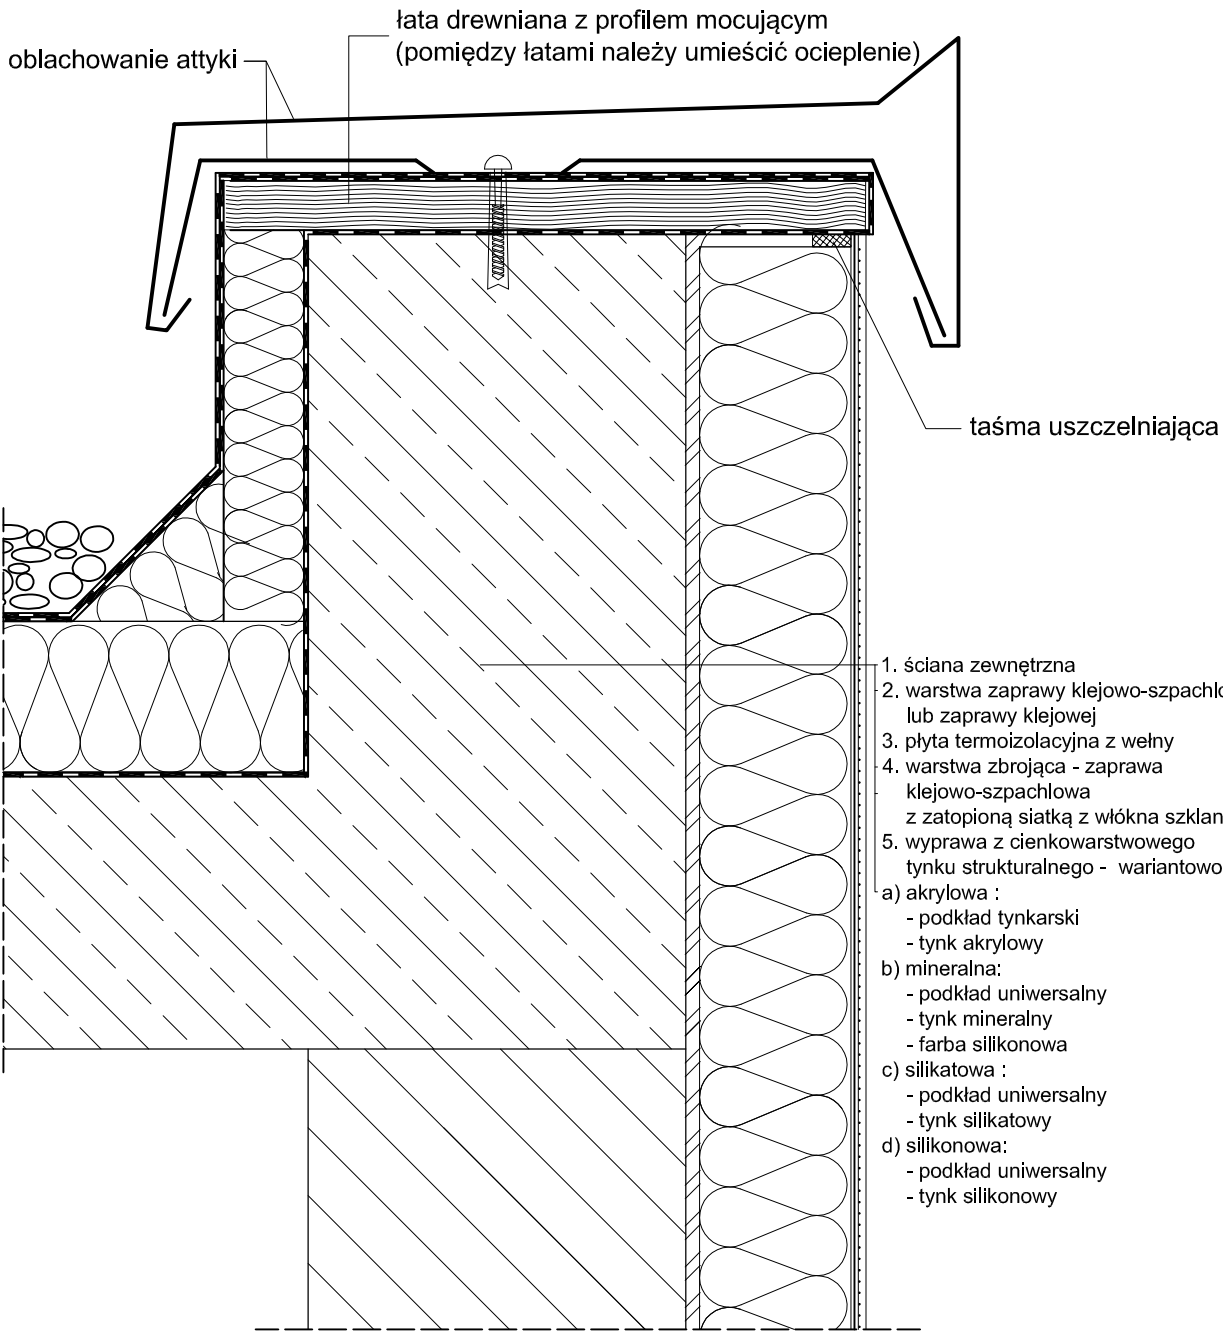 łata drewniana z profilem mocującym
(pomiędzy łatami należy umieścić ocieplenie)
oblachowanie attyki
taśma uszczelniająca
1. ściana zewnętrzna
2. warstwa zaprawy klejowo-szpachlo
lub zaprawy klejowej
3. płyta termoizolacyjna z wełny
4. warstwa zbrojąca - zaprawa
klejowo-szpachlowa
z zatopioną siatką z włókna szklan
5. wyprawa z cienkowarstwowego
tynku strukturalnego - wariantowo
a) akrylowa :
- podkład tynkarski
- tynk akrylowy
b) mineralna:
- podkład uniwersalny
- tynk mineralny
- farba silikonowa
c) silikatowa :
- podkład uniwersalny
- tynk silikatowy
d) silikonowa:
- podkład uniwersalny
- tynk silikonowy